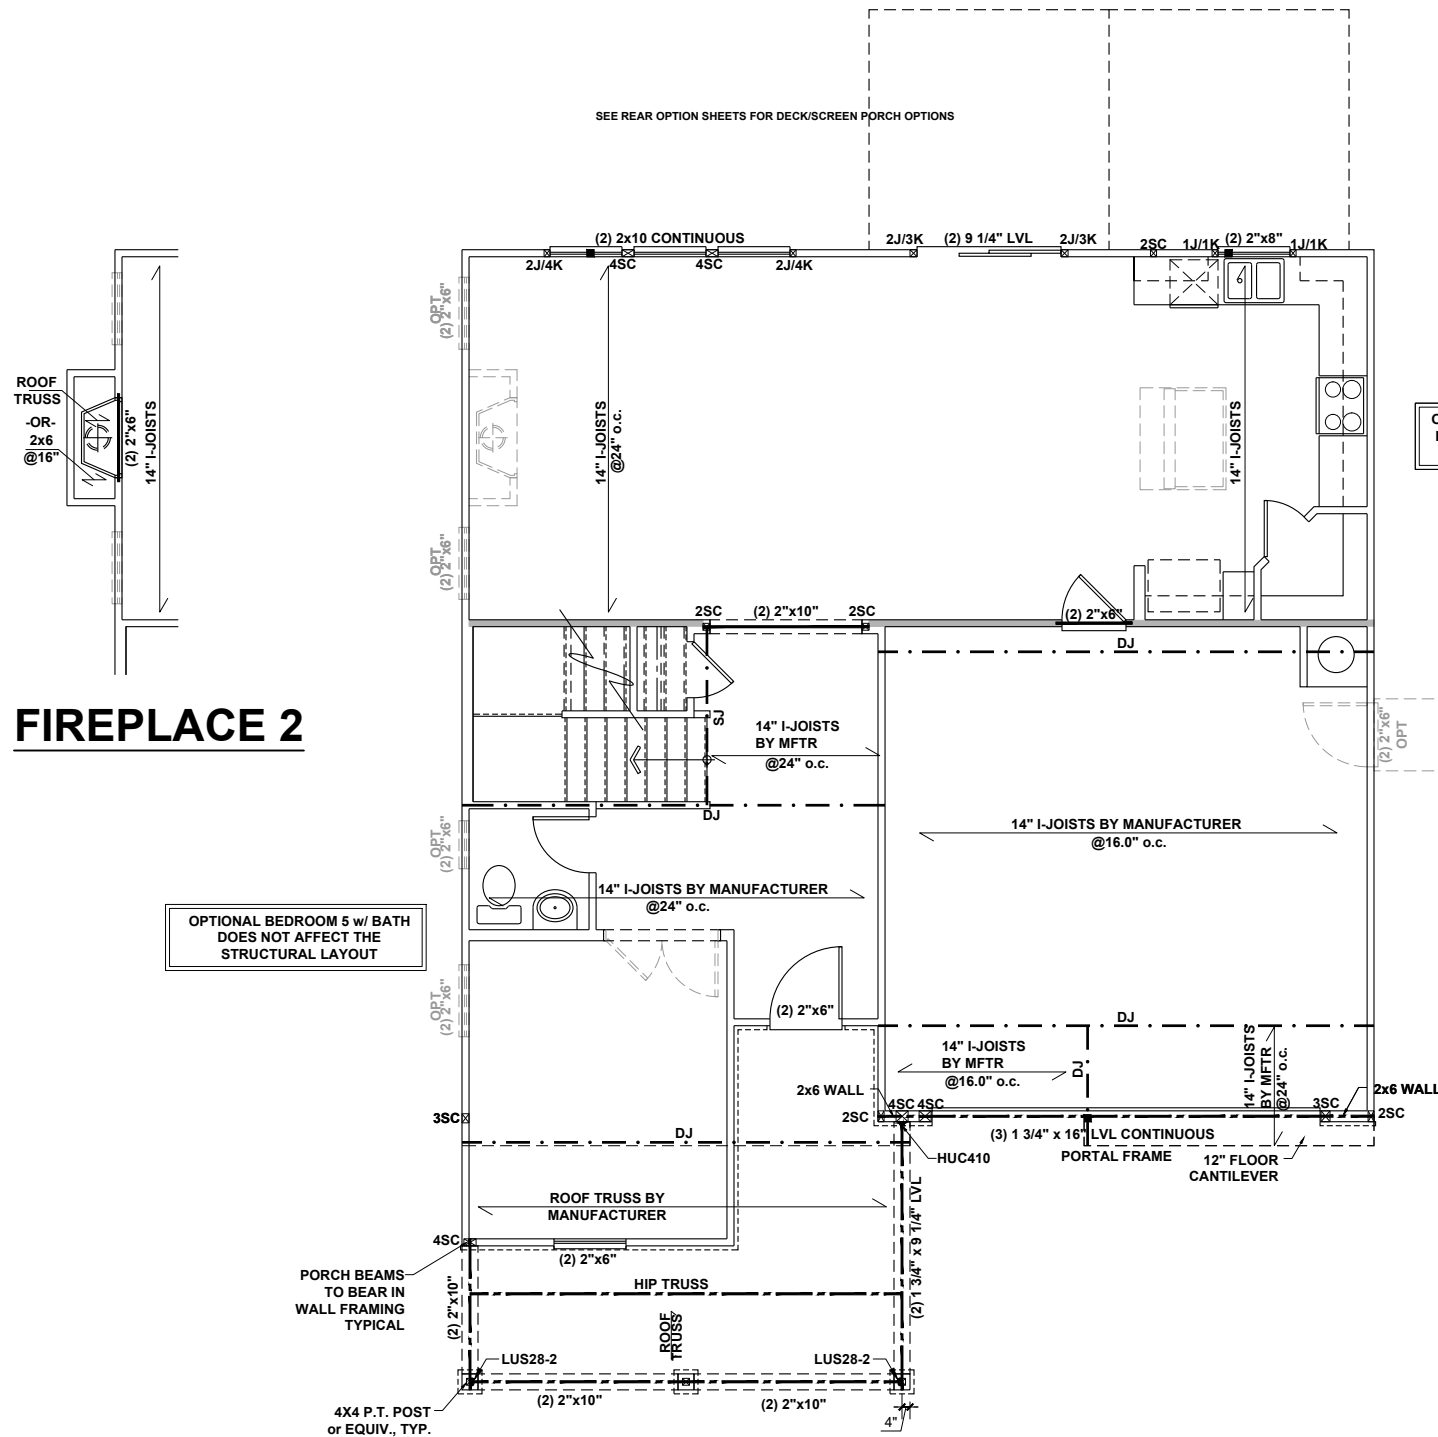 SEE REAR OPTION SHEETS FOR DECK/SCREEN PORCH OPTIONS
(2) 2x10 CONTINUOUS
2J/3K
(2) 9 1/4" LVL
2J/3K
2SC
1J/1K
(2) 2"x8"
1J/1K
2J/4K
4SC
4SC
2J/4K
OPT
(2) 2"x6"
ROOF
TRUSS
-OR-
2x6
@16"
(2) 2"x6"
14" I-JOISTS
14" I-JOISTS
@24" o.c.
14" I-JOISTS
OPT
(2) 2"x6"
2SC
(2) 2"x10"
2SC
(2) 2"x6"
DJ
FIREPLACE 2
SJ
14" I-JOISTS
BY MFTR
@24" o.c.
(2) 2"x6"
OPT
DJ
OPT
(2) 2"x6"
14" I-JOISTS BY MANUFACTURER
@16.0" o.c.
14" I-JOISTS BY MANUFACTURER
@24" o.c.
OPTIONAL BEDROOM 5 w/ BATH
DOES NOT AFFECT THE
STRUCTURAL LAYOUT
OPT
(2) 2"x6"
(2) 2"x6"
DJ
14" I-JOISTS
BY MFTR
@16.0" o.c.
DJ
14" I-JOISTS
BY MFTR
@24" o.c.
2x6 WALL
2x6 WALL
4SC
4SC
3SC
2SC
2SC
3SC
DJ
(3) 1 3/4" x 16" LVL CONTINUOUS
PORTAL FRAME
HUC410
12" FLOOR
CANTILEVER
ROOF TRUSS BY
MANUFACTURER
(2) 1 3/4" x 9 1/4" LVL
4SC
(2) 2"x6"
PORCH BEAMS
TO BEAR IN
WALL FRAMING
TYPICAL
(2) 2"x10"
HIP TRUSS
ROOF
TRUSS
LUS28-2
LUS28-2
(2) 2"x10"
(2) 2"x10"
4X4 P.T. POST
or EQUIV., TYP.
4"